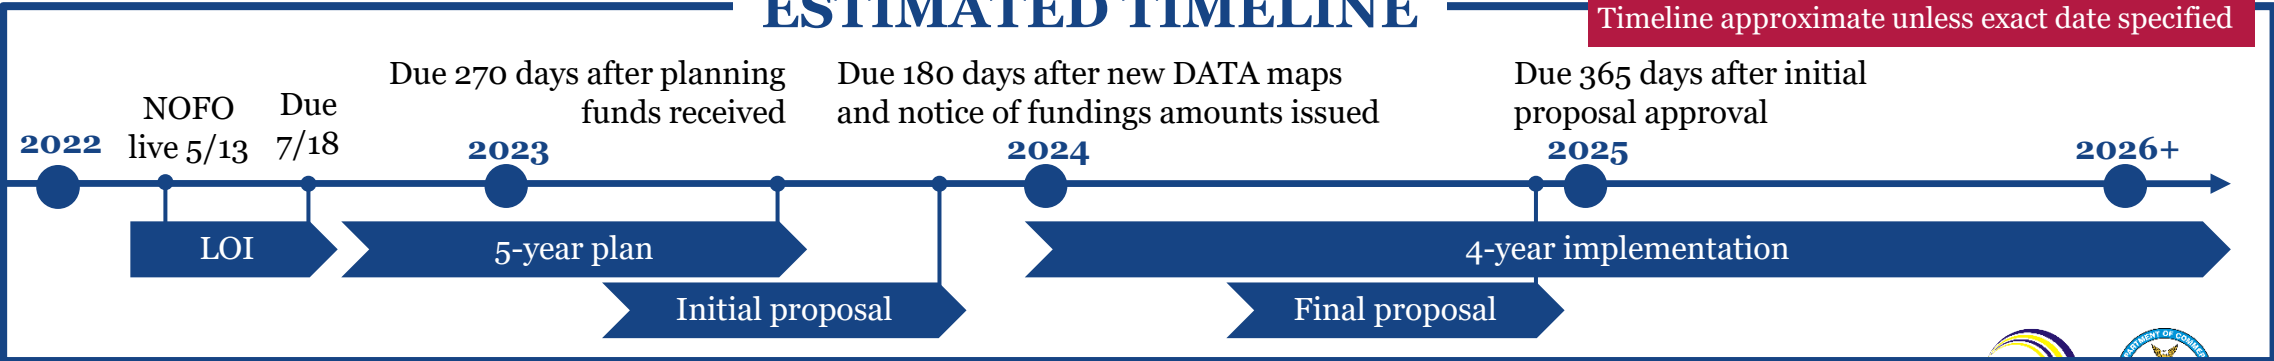 ESTIMATED TIMELINE
Timeline approximate unless exact date specified
NOFO
live 5/13
Due
7/18
Due 270 days after planning
funds received
Due 180 days after new DATA maps
and notice of fundings amounts issued
Due 365 days after initial
proposal approval
2022
2023
2024
2025
2026+
LOI
5-year plan
4-year implementation
Initial proposal
Final proposal